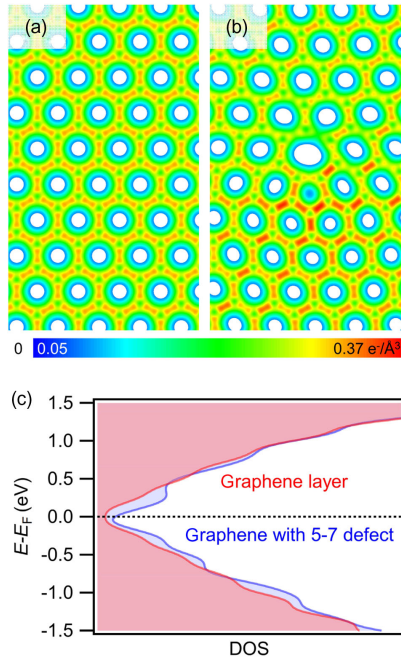 (a)
(b)
0 0.05 0.37 e⁻/Å³
(c)
1.5
1.0
0.5
0.0
-0.5
-1.0
-1.5
E-E_F (eV)
Graphene layer
Graphene with 5-7 defect
DOS